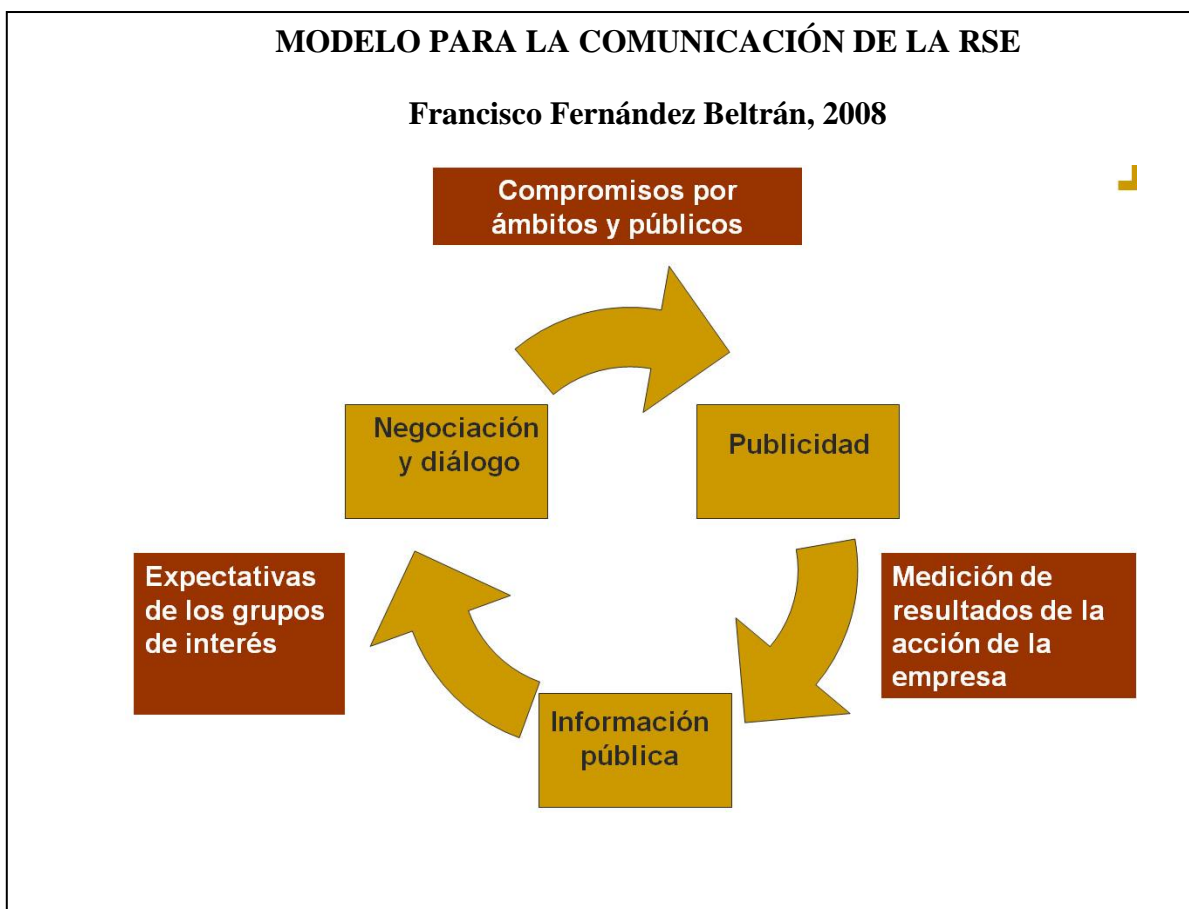 MODELO PARA LA COMUNICACIÓN DE LA RSE
Francisco Fernández Beltrán, 2008
Compromisos por
ámbitos y públicos
Negociación
y diálogo
Publicidad
Expectativas
de los grupos
de interés
Medición de
resultados de la
acción de la
empresa
Información
pública